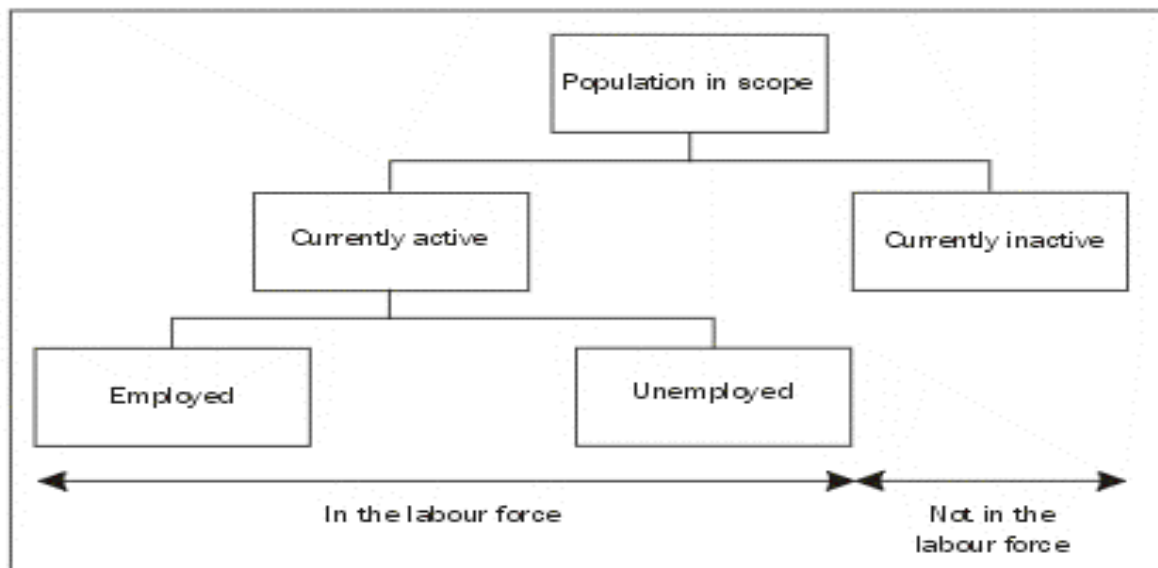 Population in scope
Currently active
Currently inactive
Employed
Unemployed
In the labour force
Not in the
labour force